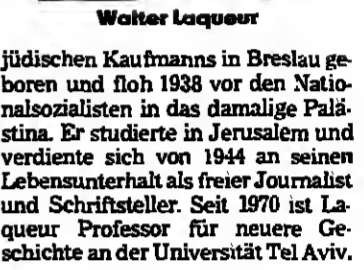 Walter Laqueur
jüdischen Kaufmanns in Breslau ge-
boren und floh 1938 vor den Natio-
nalsozialisten in das damalige Palä-
stina. Er studierte in Jerusalem und
verdiente sich von 1944 an seinen
Lebensunterhalt als freier Journalist
und Schriftsteller. Seit 1970 ist La-
queur Professor für neuere Ge-
schichte an der Universität Tel Aviv.